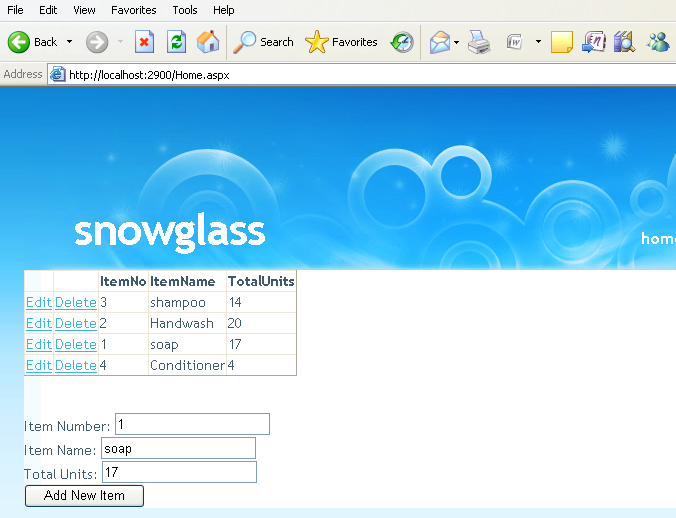 File Edit View Favorites Tools Help
Back Search Favorites
Address http://localhost:2900/Home.aspx
snowglass
home
ItemNo ItemName TotalUnits
Edit Delete 3 shampoo 14
Edit Delete 2 Handwash 20
Edit Delete 1 soap 17
Edit Delete 4 Conditioner 4
Item Number: 1
Item Name: soap
Total Units: 17
Add New Item